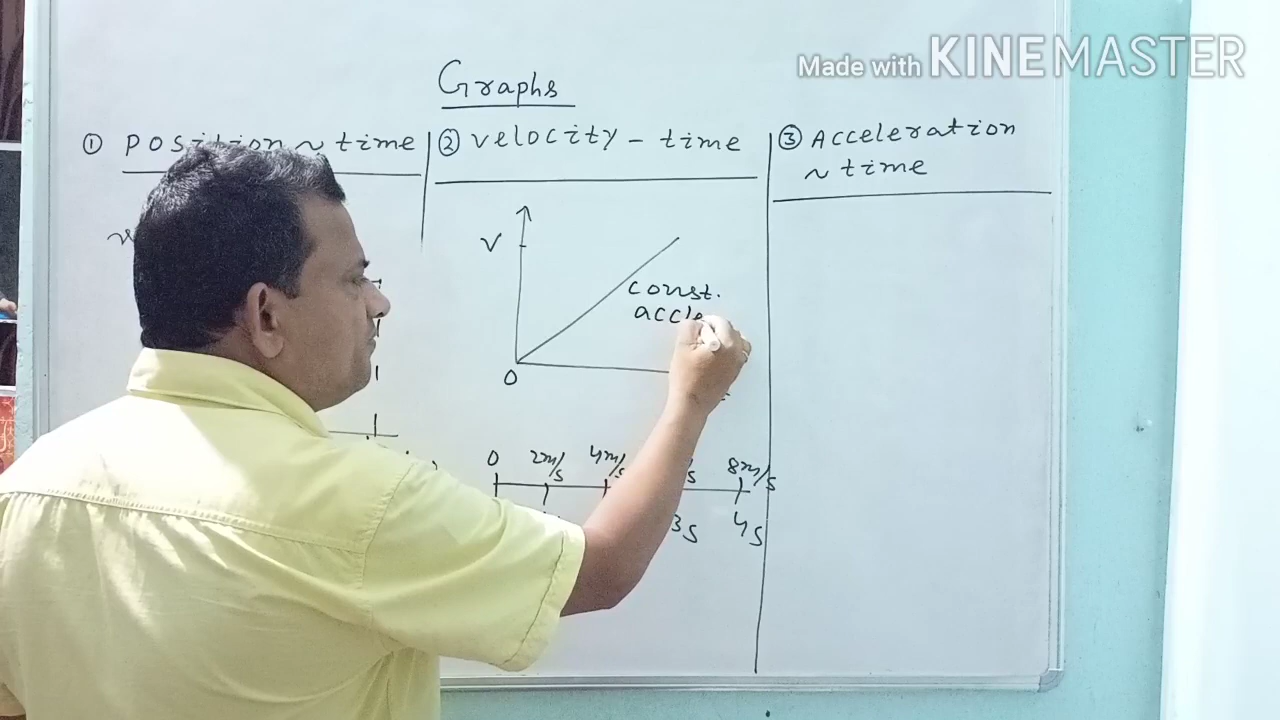 Made with KINEMASTER
Graphs
① Position ~ time
② Velocity - time
③ Acceleration
~ time
V
const.
accle
0
0 2m/s 4m/s /s 8m/s
3s 4s